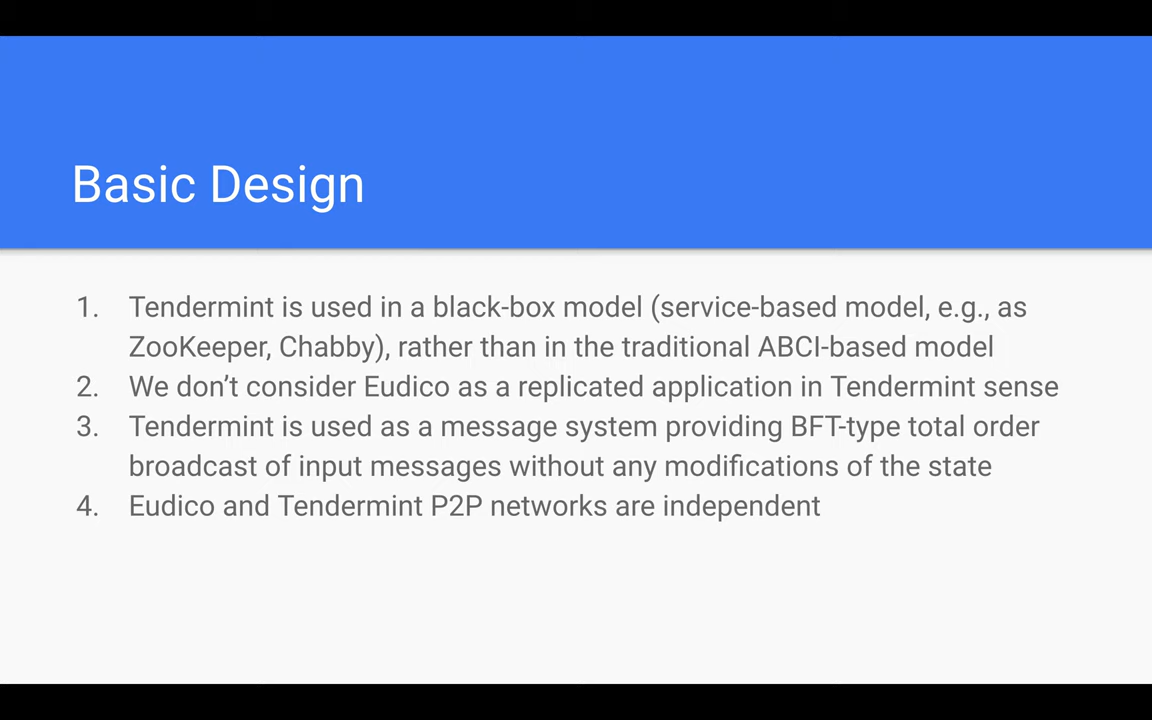 Basic Design
1. Tendermint is used in a black-box model (service-based model, e.g., as
ZooKeeper, Chabby), rather than in the traditional ABCI-based model
2. We don’t consider Eudico as a replicated application in Tendermint sense
3. Tendermint is used as a message system providing BFT-type total order
broadcast of input messages without any modifications of the state
4. Eudico and Tendermint P2P networks are independent